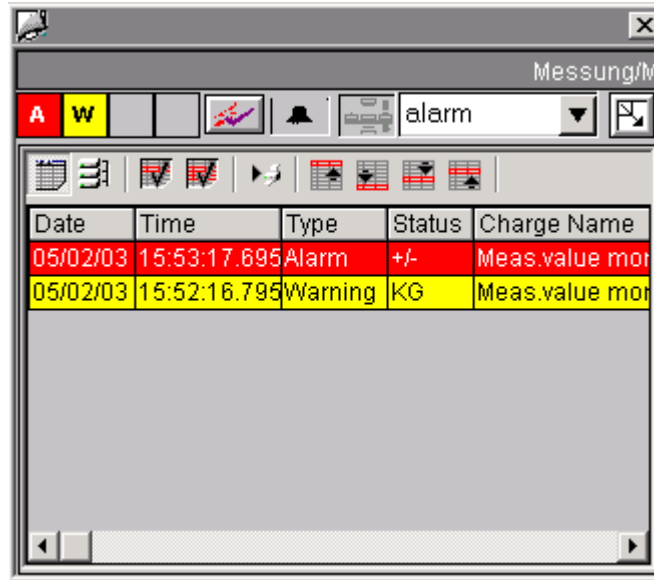 Messung/M
A W alarm
Date Time Type Status Charge Name
05/02/03 15:53:17.695 Alarm +/- Meas.value mor
05/02/03 15:52:16.795 Warning KG Meas.value mor